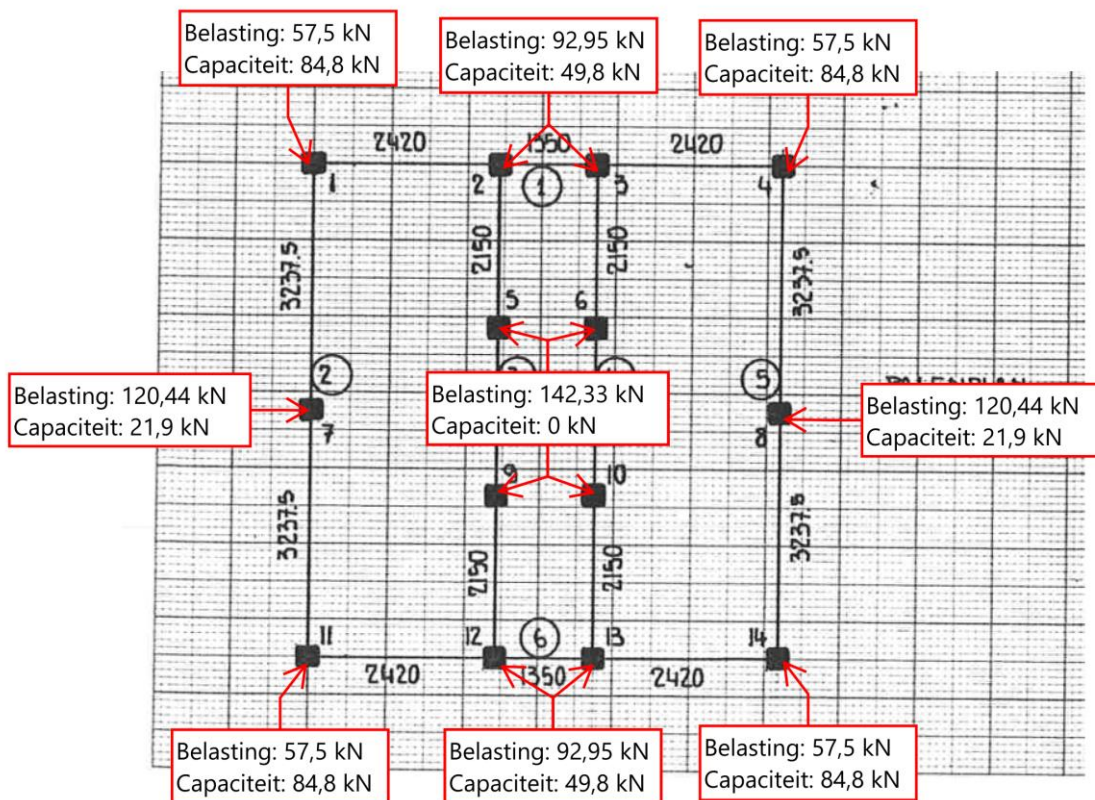 Belasting: 57,5 kN
Capaciteit: 84,8 kN
Belasting: 92,95 kN
Capaciteit: 49,8 kN
Belasting: 57,5 kN
Capaciteit: 84,8 kN
2420
1350
2420
1
2
1
3
4
3237.5
2150
2150
3237.5
5
6
2
5
Belasting: 120,44 kN
Capaciteit: 21,9 kN
Belasting: 142,33 kN
Capaciteit: 0 kN
Belasting: 120,44 kN
Capaciteit: 21,9 kN
7
8
9
10
3237.5
2150
2150
3237.5
11
12
6
13
14
2420
1350
2420
Belasting: 57,5 kN
Capaciteit: 84,8 kN
Belasting: 92,95 kN
Capaciteit: 49,8 kN
Belasting: 57,5 kN
Capaciteit: 84,8 kN